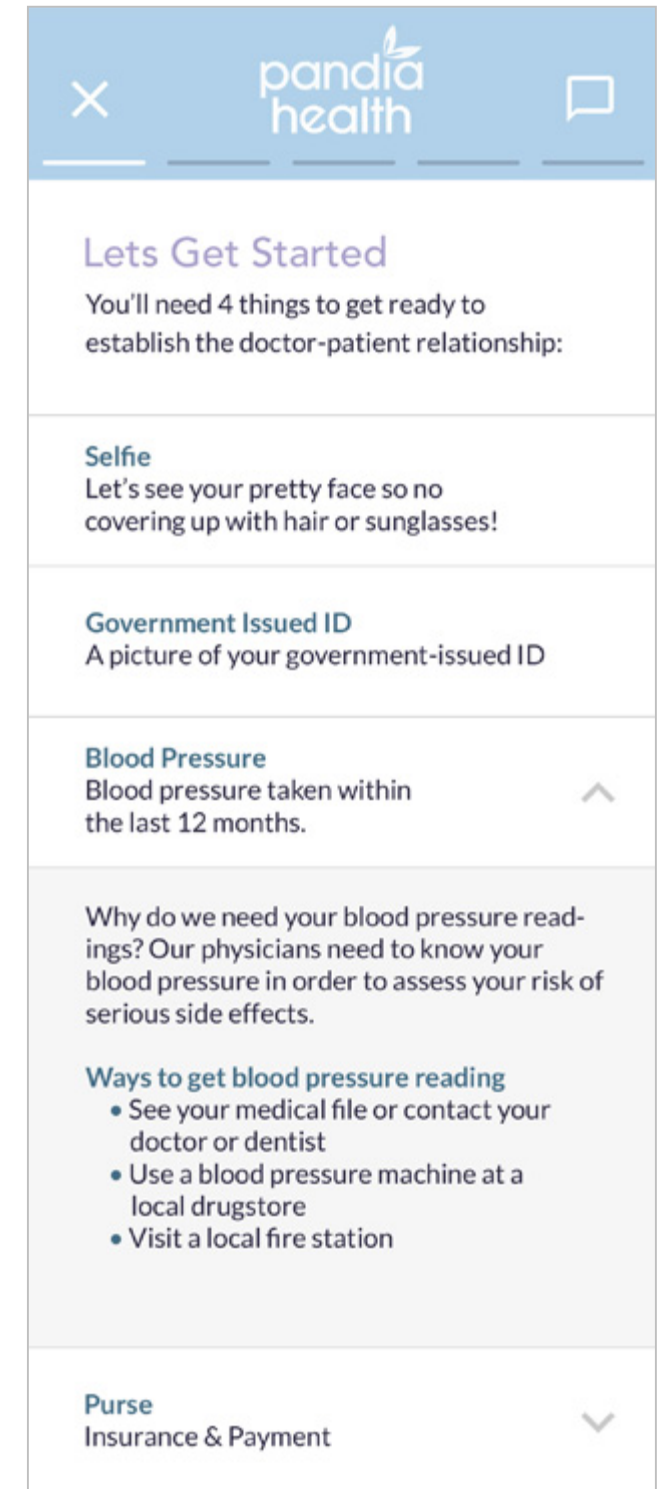 pandia
health
Lets Get Started
You'll need 4 things to get ready to
establish the doctor-patient relationship:
Selfie
Let's see your pretty face so no
covering up with hair or sunglasses!
Government Issued ID
A picture of your government-issued ID
Blood Pressure
Blood pressure taken within
the last 12 months.
Why do we need your blood pressure read-
ings? Our physicians need to know your
blood pressure in order to assess your risk of
serious side effects.
Ways to get blood pressure reading
• See your medical file or contact your
doctor or dentist
• Use a blood pressure machine at a
local drugstore
• Visit a local fire station
Purse
Insurance & Payment